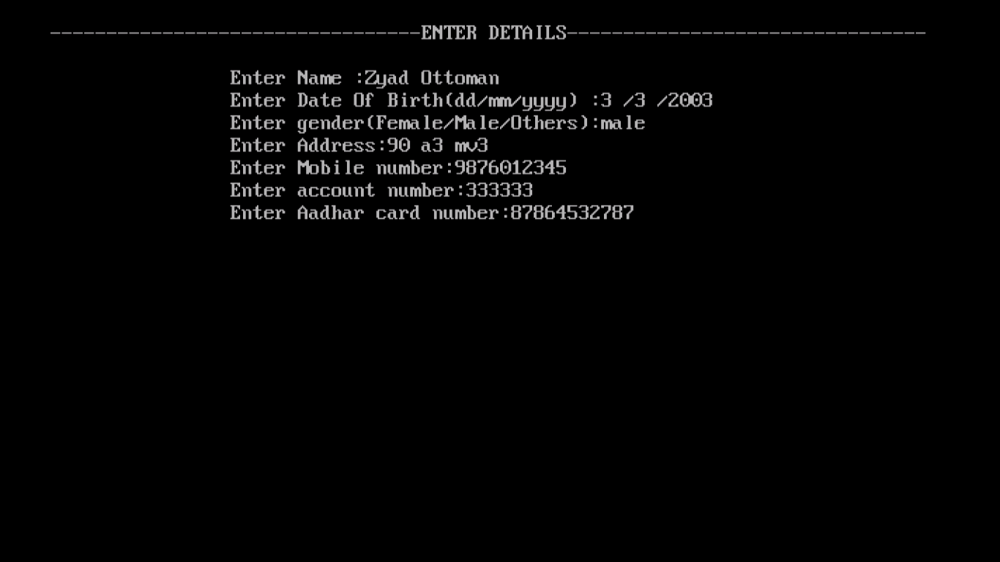 ---------------------------------ENTER DETAILS--------------------------------
Enter Name :Zyad Ottoman
Enter Date Of Birth(dd/mm/yyyy) :3 /3 /2003
Enter gender(Female/Male/Others):male
Enter Address:90 a3 mv3
Enter Mobile number:9876012345
Enter account number:333333
Enter Aadhar card number:87864532787